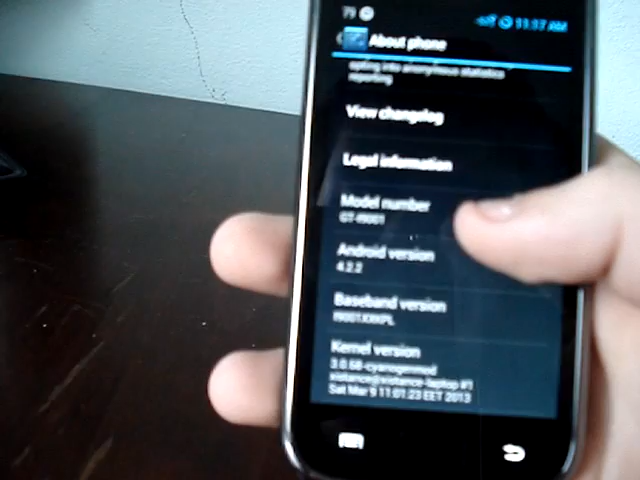 79 11:17 AM
About phone
opting into anonymous statistics
reporting
View changelog
Legal information
Model number
GT-I9001
Android version
4.2.2
Baseband version
I9001XXKPL
Kernel version
3.0.68-cyanogenmod
Sat Mar 9 11:01:23 EET 2013